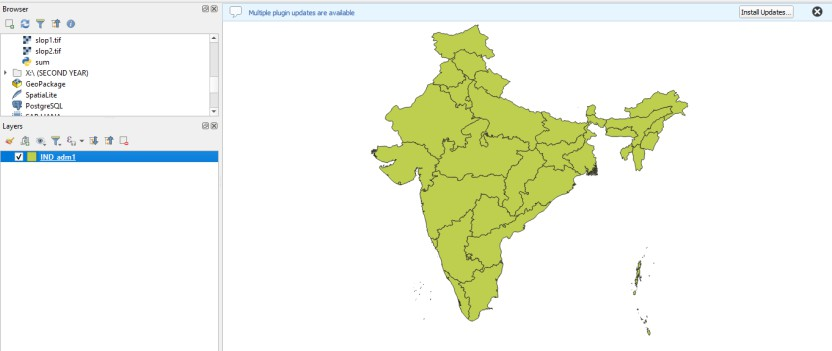 Browser
slop1.tif
slop2.tif
sum
X:\ (SECOND YEAR)
GeoPackage
SpatiaLite
PostgreSQL
Layers
IND_adm1
Multiple plugin updates are available
Install Updates...